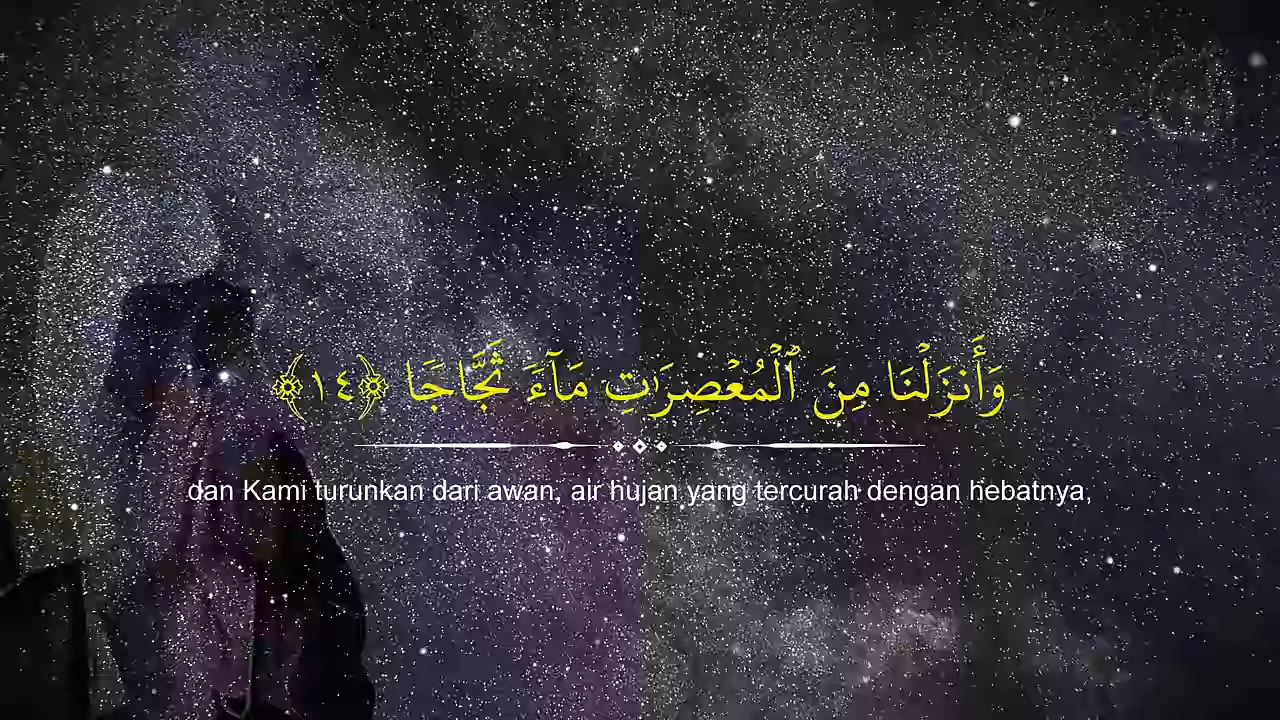 وَأَنزَلْنَا مِنَ ٱلْمُعْصِرَٰتِ مَآءً ثَجَّاجًا ﴿١٤﴾
dan Kami turunkan dari awan, air hujan yang tercurah dengan hebatnya,